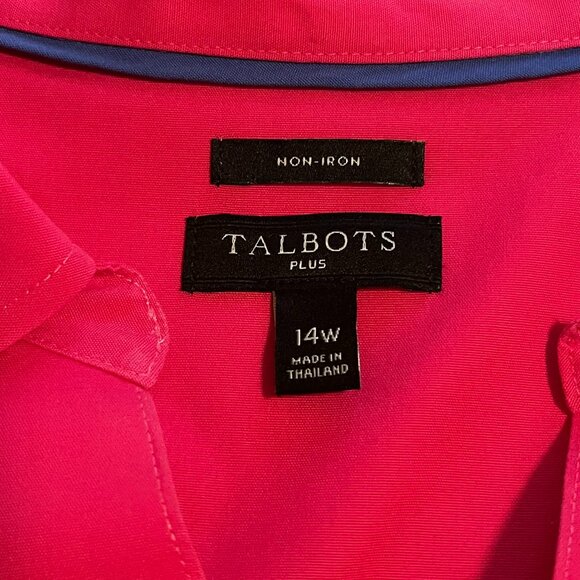 NON-IRON
TALBOTS
PLUS
14W
MADE IN
THAILAND